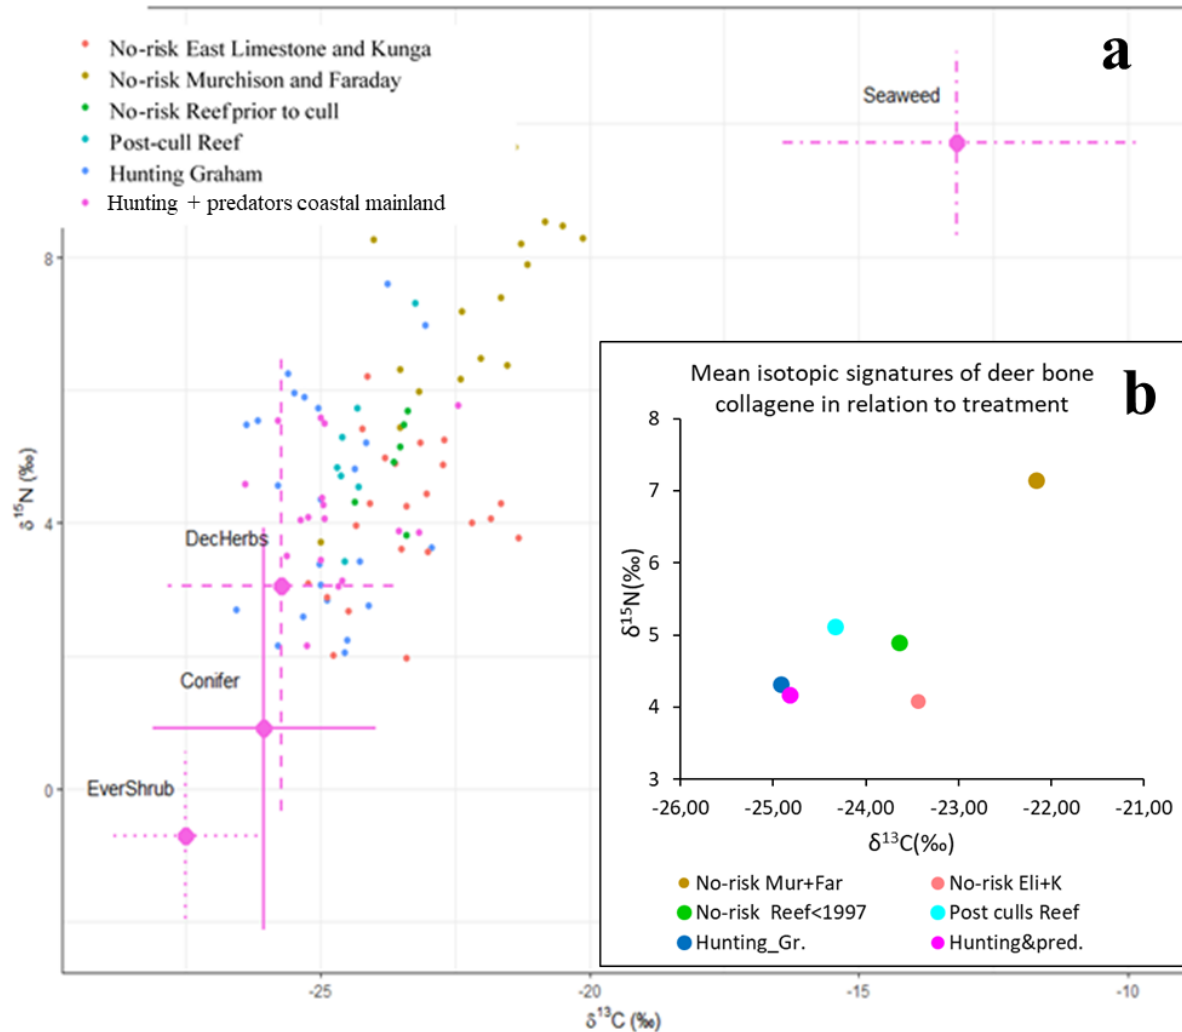 a
No-risk East Limestone and Kunga
No-risk Murchison and Faraday
No-risk Reef prior to cull
Post-cull Reef
Hunting Graham
Hunting + predators coastal mainland
Seaweed
8
4
0
δ15N (‰)
DecHerbs
Conifer
EverShrub
-25
-20
-15
-10
δ13C (‰)
b
Mean isotopic signatures of deer bone
collagene in relation to treatment
8
7
6
5
4
3
δ15N(‰)
-26,00
-25,00
-24,00
-23,00
-22,00
-21,00
δ13C(‰)
No-risk Mur+Far
No-risk Eli+K
No-risk Reef<1997
Post culls Reef
Hunting_Gr.
Hunting&pred.